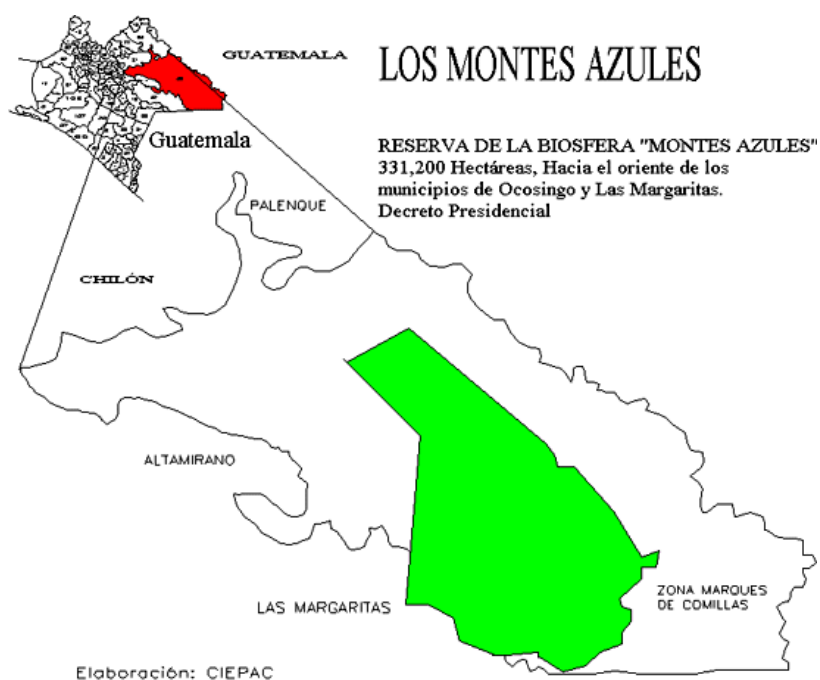 GUATEMALA
LOS MONTES AZULES
Guatemala
RESERVA DE LA BIOSFERA "MONTES AZULES"
331,200 Hectáreas, Hacia el oriente de los
municipios de Ocosingo y Las Margaritas.
Decreto Presidencial
PALENQUE
CHILÓN
ALTAMIRANO
ZONA MARQUES
DE COMILLAS
LAS MARGARITAS
Elaboración: CIEPAC